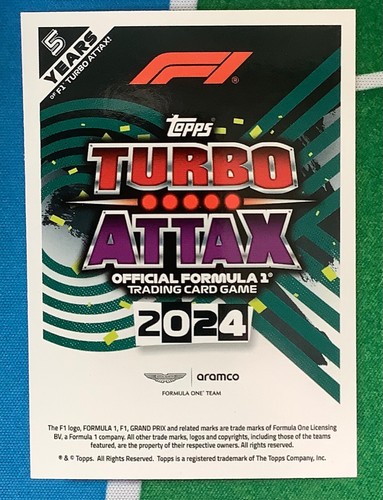 5
YEARS
OF F1 TURBO ATTAX!
F1®
Topps®
TURBO
ATTAX
OFFICIAL FORMULA 1®
TRADING CARD GAME
2024
aramco
FORMULA ONE™ TEAM
The F1 logo, FORMULA 1, F1, GRAND PRIX and related marks are trade marks of Formula One Licensing
BV, a Formula 1 company. All other trade marks, logos and copyrights, including those of the teams
featured, are the property of their respective owners. All rights reserved.
® & © Topps. All Rights Reserved. Topps is a registered trademark of The Topps Company, Inc.